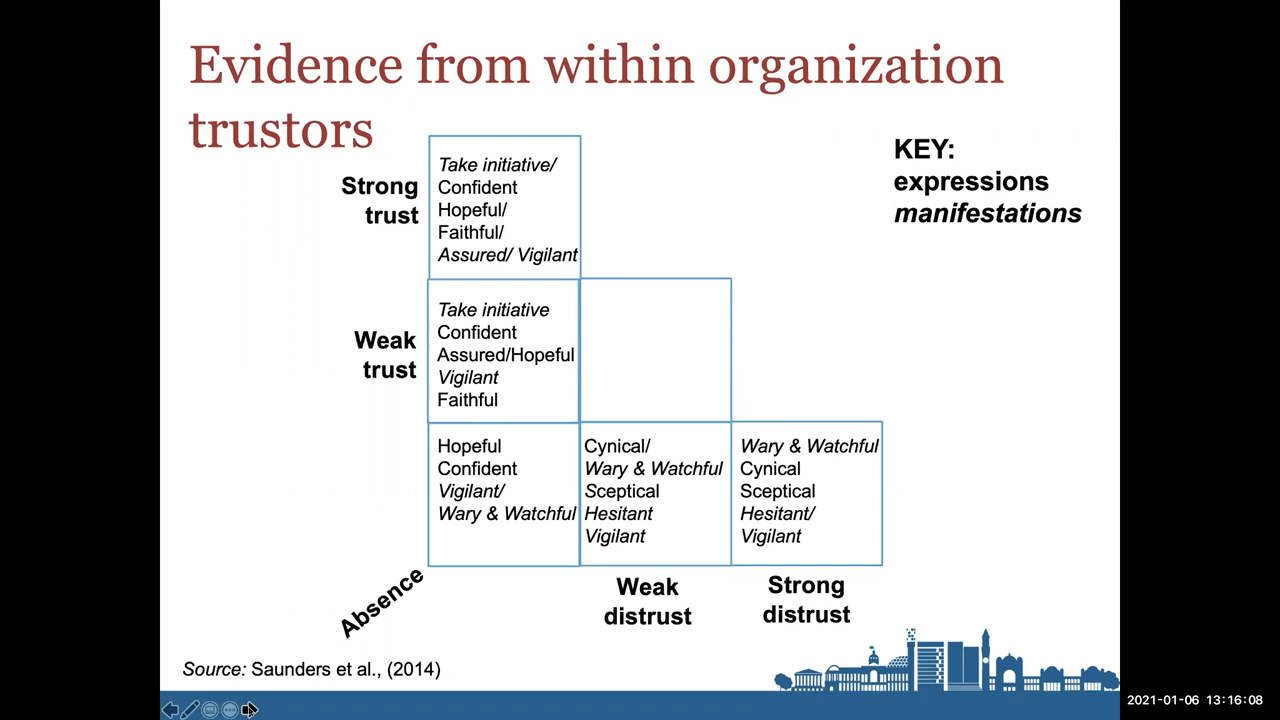 Evidence from within organization
trustors
KEY:
expressions
manifestations
Strong
trust
Take initiative/
Confident
Hopeful/
Faithful/
Assured/ Vigilant
Weak
trust
Take initiative
Confident
Assured/Hopeful
Vigilant
Faithful
Hopeful
Confident
Vigilant/
Wary & Watchful
Cynical/
Wary & Watchful
Sceptical
Hesitant
Vigilant
Wary & Watchful
Cynical
Sceptical
Hesitant/
Vigilant
Absence
Weak
distrust
Strong
distrust
Source: Saunders et al., (2014)
2021-01-06 13:16:08